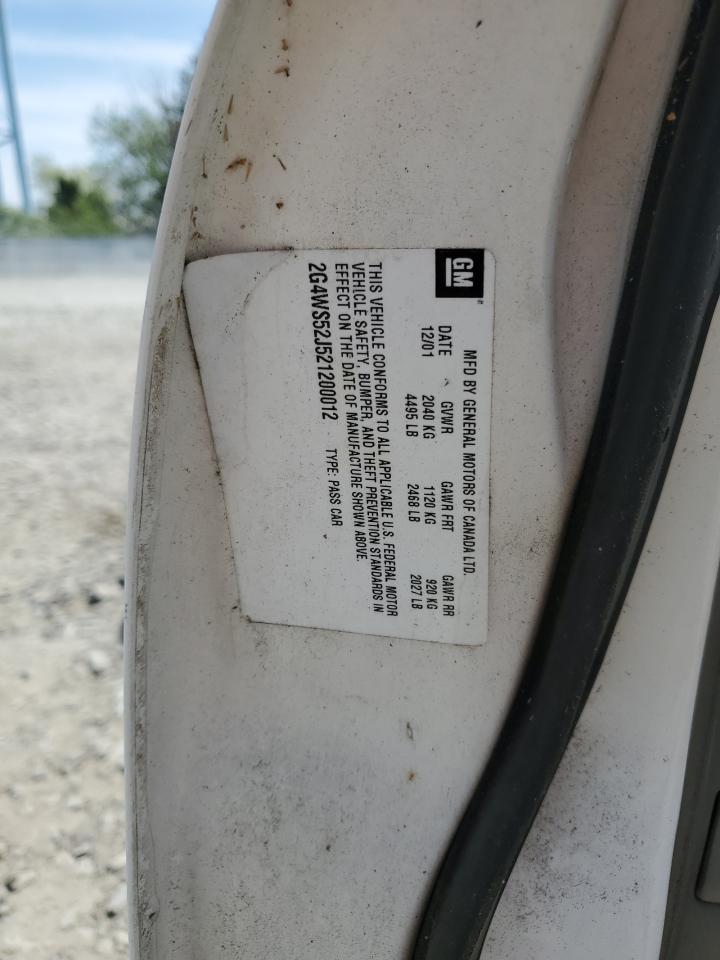 GM
MFD BY GENERAL MOTORS OF CANADA LTD.
DATE GVWR GAWR FRT GAWR RR
12/01 2040 KG 1120 KG 920 KG
4495 LB 2468 LB 2027 LB
THIS VEHICLE CONFORMS TO ALL APPLICABLE U.S. FEDERAL MOTOR
VEHICLE SAFETY, BUMPER, AND THEFT PREVENTION STANDARDS IN
EFFECT ON THE DATE OF MANUFACTURE SHOWN ABOVE.
2G4WS52J521200012 TYPE: PASS CAR